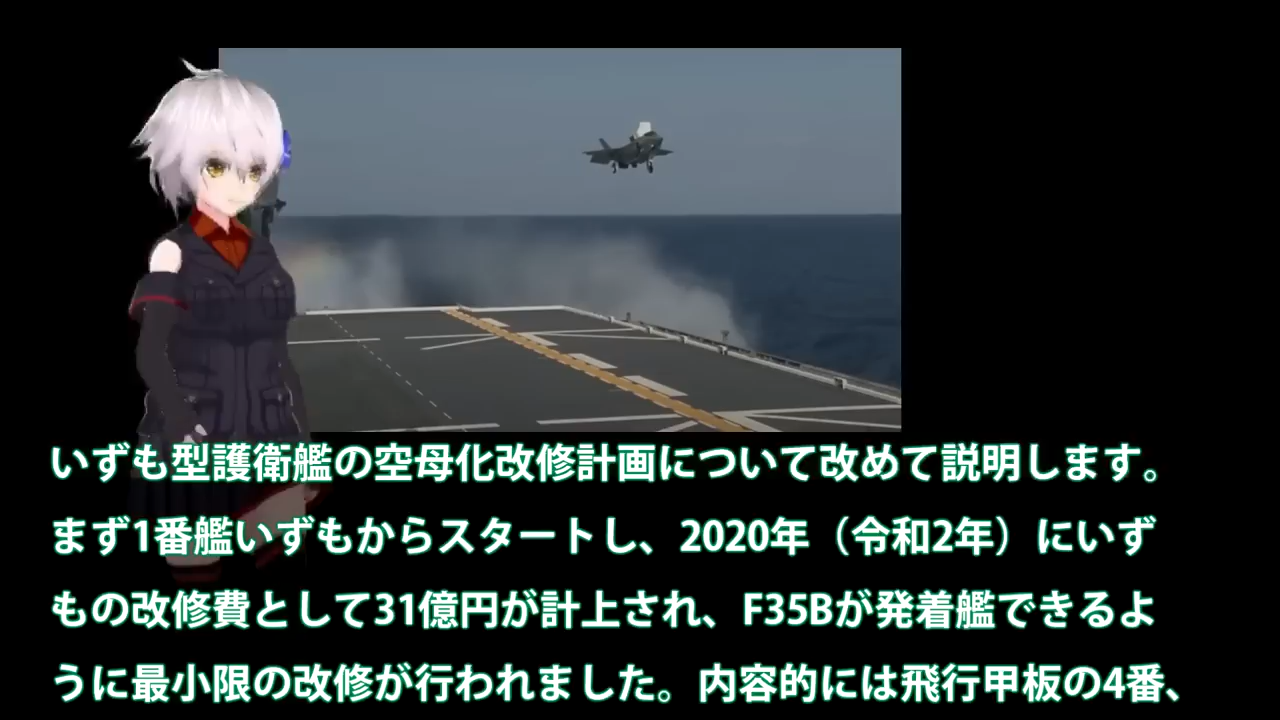 いずも型護衛艦の空母化改修計画について改めて説明します。
まず1番艦いずもからスタートし、2020年（令和2年）にいず
もの改修費として31億円が計上され、F35Bが発着艦できるよ
うに最小限の改修が行われました。内容的には飛行甲板の4番、